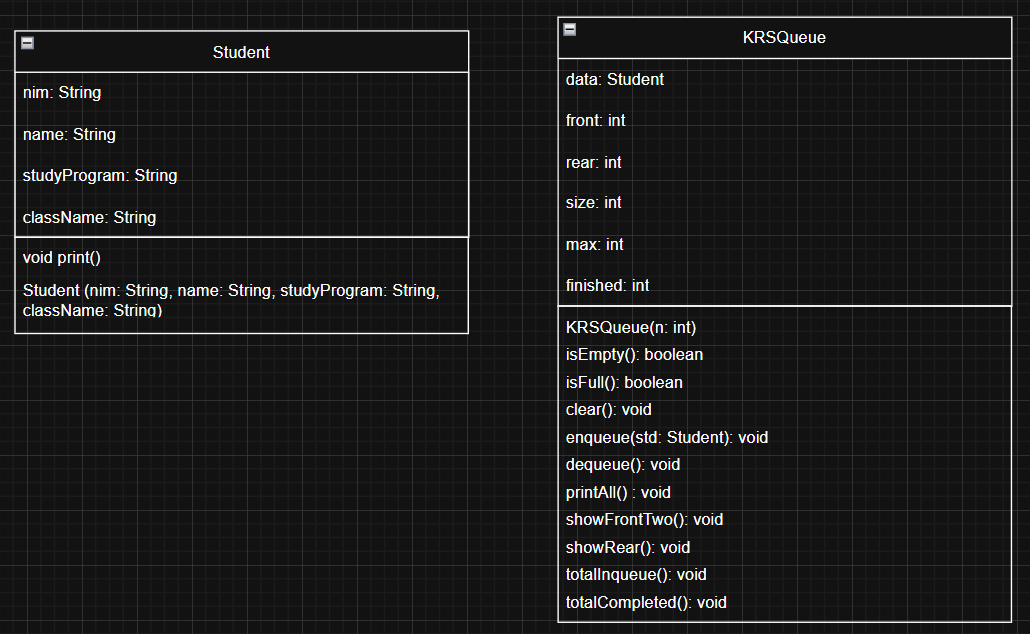 Student
nim: String
name: String
studyProgram: String
className: String
void print()
Student (nim: String, name: String, studyProgram: String,
className: String)
KRSQueue
data: Student
front: int
rear: int
size: int
max: int
finished: int
KRSQueue(n: int)
isEmpty(): boolean
isFull(): boolean
clear(): void
enqueue(std: Student): void
dequeue(): void
printAll() : void
showFrontTwo(): void
showRear(): void
totalInqueue(): void
totalCompleted(): void